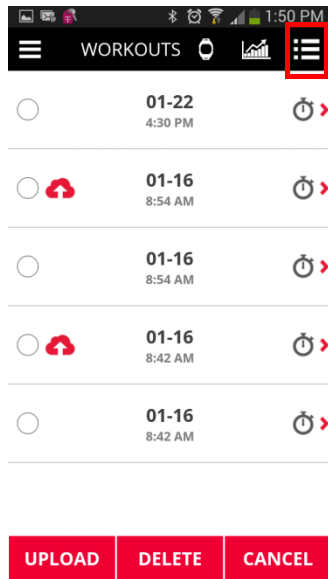 1:50 PM
WORKOUTS
01-22
4:30 PM
01-16
8:54 AM
01-16
8:54 AM
01-16
8:42 AM
01-16
8:42 AM
UPLOAD DELETE CANCEL